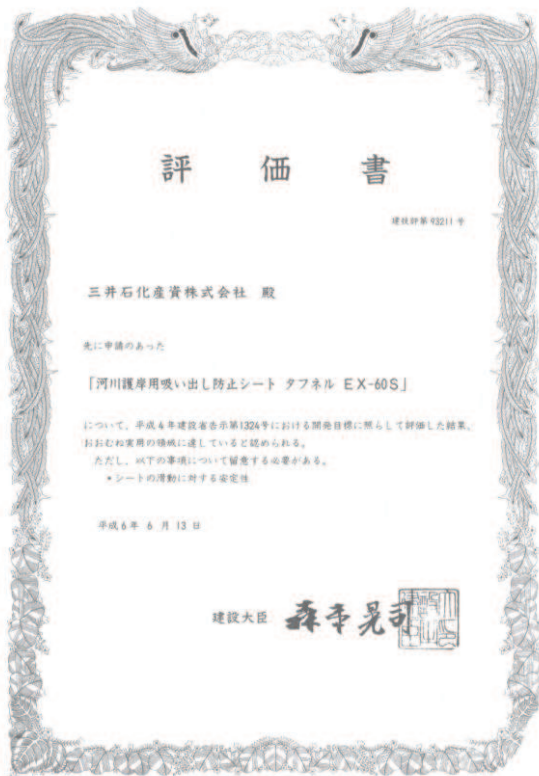 評 価 書
建技評第93211号
三井石化産資株式会社 殿
先に申請のあった
「河川護岸用吸い出し防止シート タフネル EX-60S」
について、平成4年建設省告示第1324号における開発目標に照らして評価した結果、
おおむね実用の領域に達していると認められる。
ただし、以下の事項について留意する必要がある。
•シートの滑動に対する安定性
平成6年 6 月 13 日
建設大臣 森本晃司